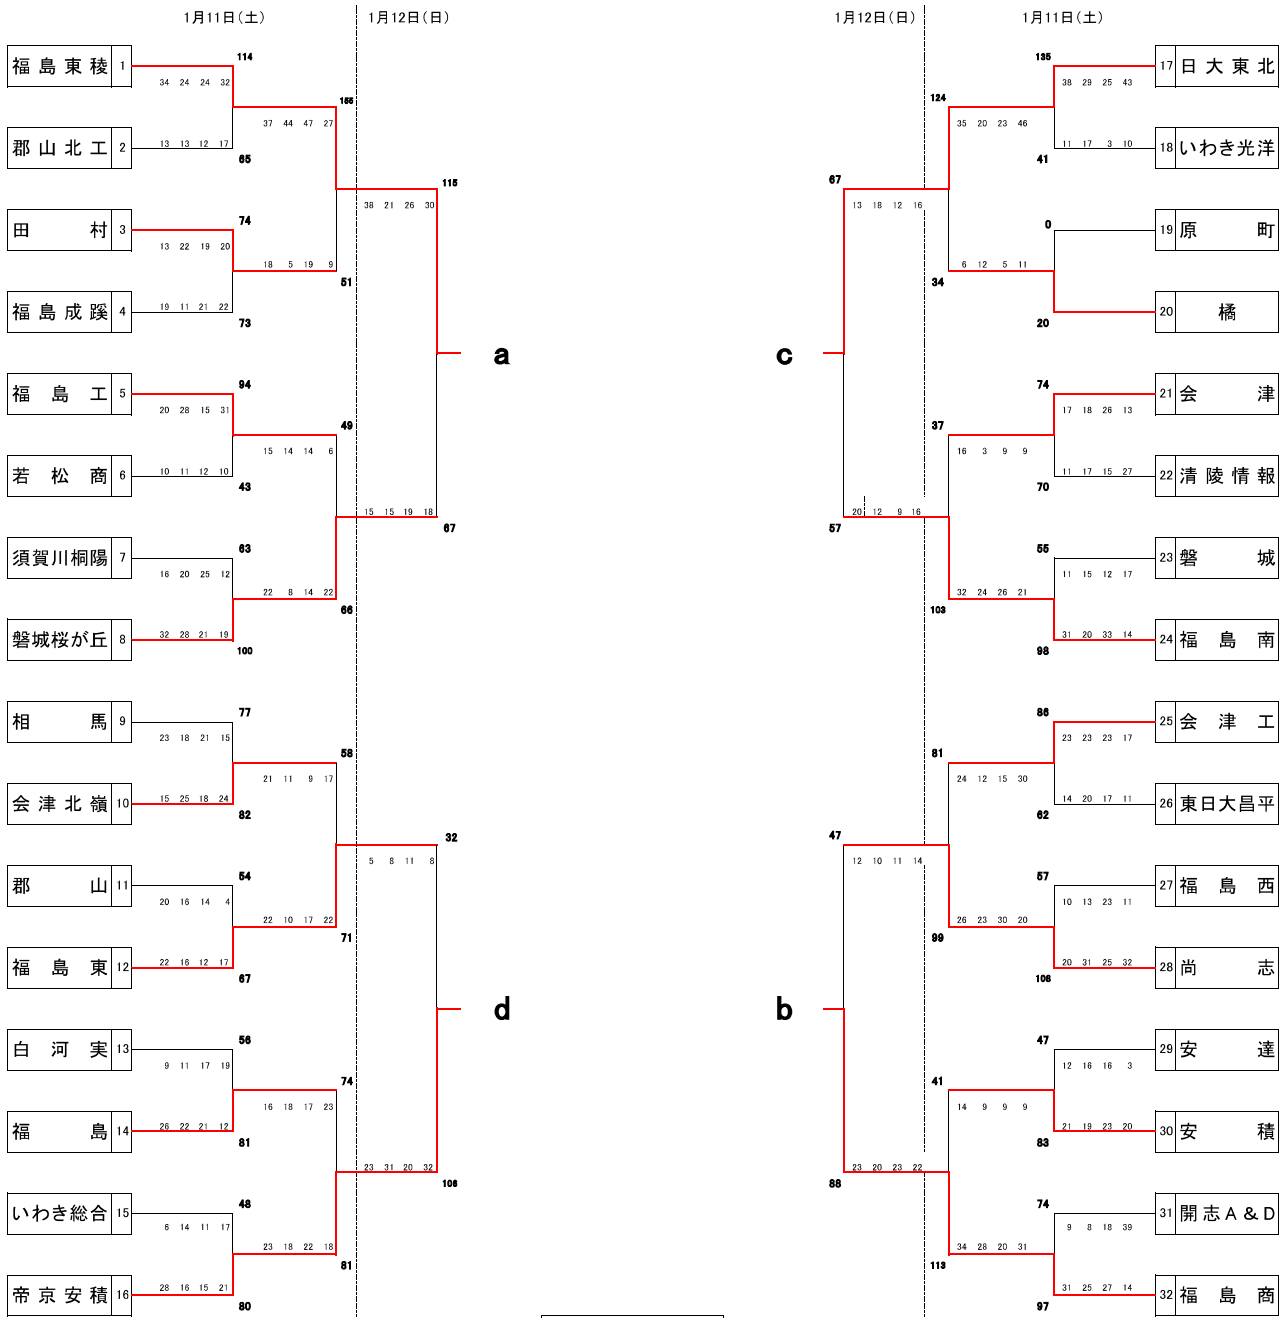 1月11日(土) 1月12日(日) 1月12日(日) 1月11日(土)
福島東稜 1 114
34 24 24 32
155
37 44 47 27
郡山北工 2 13 13 12 17
65
115
38 21 26 30
田村 3 74
13 22 19 20
18 5 19 9
51
福島成蹊 4 19 11 21 22
73
a
福島工 5 94
20 28 15 31
49
15 14 14 6
若松商 6 10 11 12 10
43
15 15 19 18
67
須賀川桐陽 7 63
16 20 25 12
22 8 14 22
66
磐城桜が丘 8 32 28 21 19
100
相馬 9 77
23 18 21 15
58
21 11 9 17
会津北嶺 10 15 25 18 24
82
32
5 8 11 8
郡山 11 54
20 16 14 4
22 10 17 22
71
福島東 12 22 16 12 17
67
d
白河実 13 56
9 11 17 19
74
16 18 17 23
福島 14 26 22 21 12
81
23 31 20 32
106
いわき総合 15 48
6 14 11 17
23 18 22 18
81
帝京安積 16 28 16 15 21
80
135 17 日大東北
38 29 25 43
124
35 20 23 46
11 17 3 10 18 いわき光洋
41
67
13 18 12 16
0 19 原町
6 12 5 11
34
20 橘
20
c
74 21 会津
17 18 26 13
37
16 3 9 9
11 17 15 27 22 清陵情報
70
20 12 9 16
57
55 23 磐城
11 15 12 17
32 24 26 21
103
31 20 33 14 24 福島南
98
86 25 会津工
23 23 23 17
81
24 12 15 30
14 20 17 11 26 東日大昌平
62
47
12 10 11 14
57 27 福島西
10 13 23 11
26 23 30 20
99
20 31 25 32 28 尚志
106
b
47 29 安達
12 16 16 3
41
14 9 9 9
21 19 23 20 30 安積
83
23 20 23 22
88
74 31 開志A&D
9 8 18 39
34 28 20 31
113
31 25 27 14 32 福島商
97